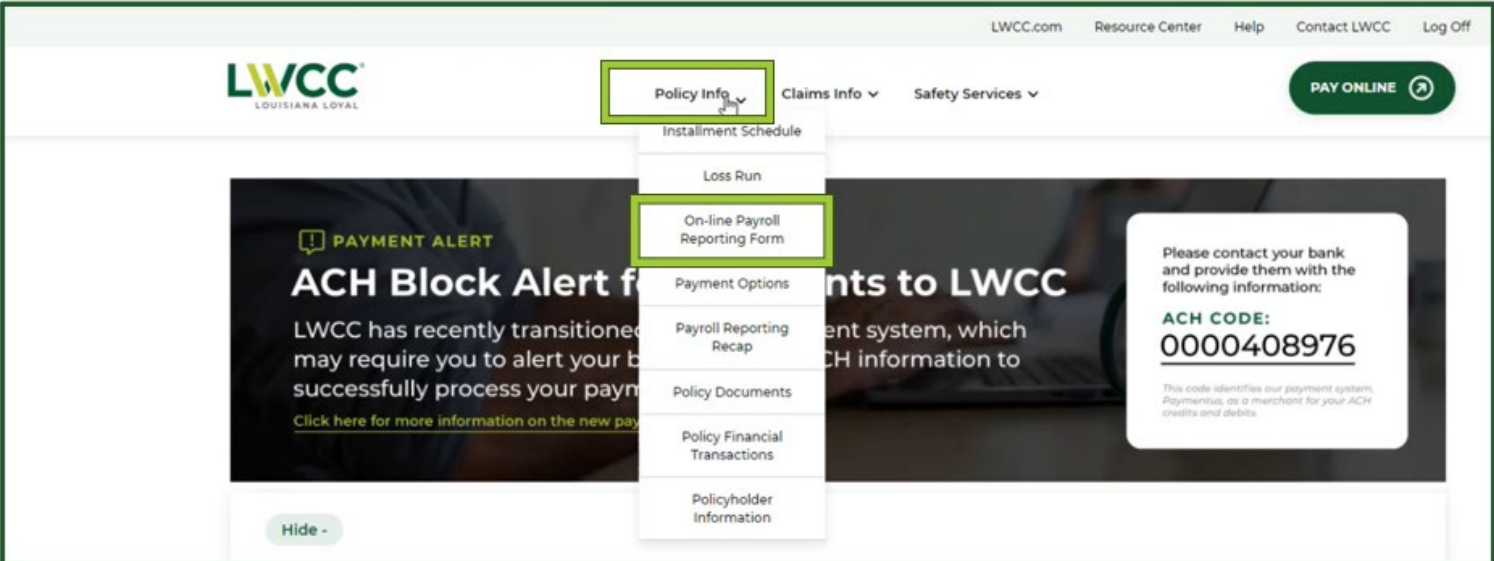 LWCC.com Resource Center Help Contact LWCC Log Off
LWCC
LOUISIANA LOYAL
Policy Info Claims Info Safety Services
PAY ONLINE
Installment Schedule
Loss Run
On-line Payroll
Reporting Form
Payment Options
Payroll Reporting
Recap
Policy Documents
Policy Financial
Transactions
Policyholder
Information
PAYMENT ALERT
ACH Block Alert f nts to LWCC
LWCC has recently transitioned ent system, which
may require you to alert your b CH information to
successfully process your paym
Click here for more information on the new pay
Please contact your bank
and provide them with the
following information:
ACH CODE:
0000408976
This code identifies our payment system,
Paymentus, as a merchant for your ACH
credits and debits.
Hide -